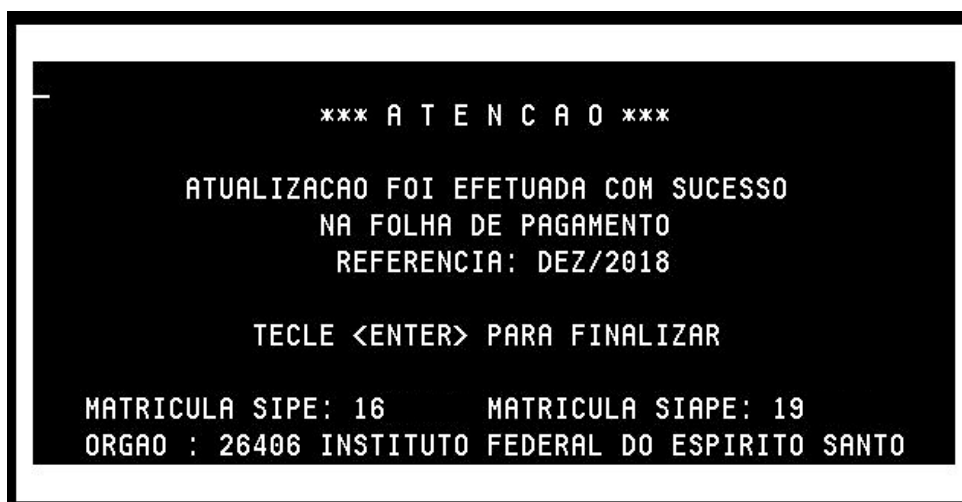 *** A T E N C A O ***
ATUALIZACAO FOI EFETUADA COM SUCESSO
NA FOLHA DE PAGAMENTO
REFERENCIA: DEZ/2018
TECLE <ENTER> PARA FINALIZAR
MATRICULA SIPE: 16 MATRICULA SIAPE: 19
ORGAO : 26406 INSTITUTO FEDERAL DO ESPIRITO SANTO